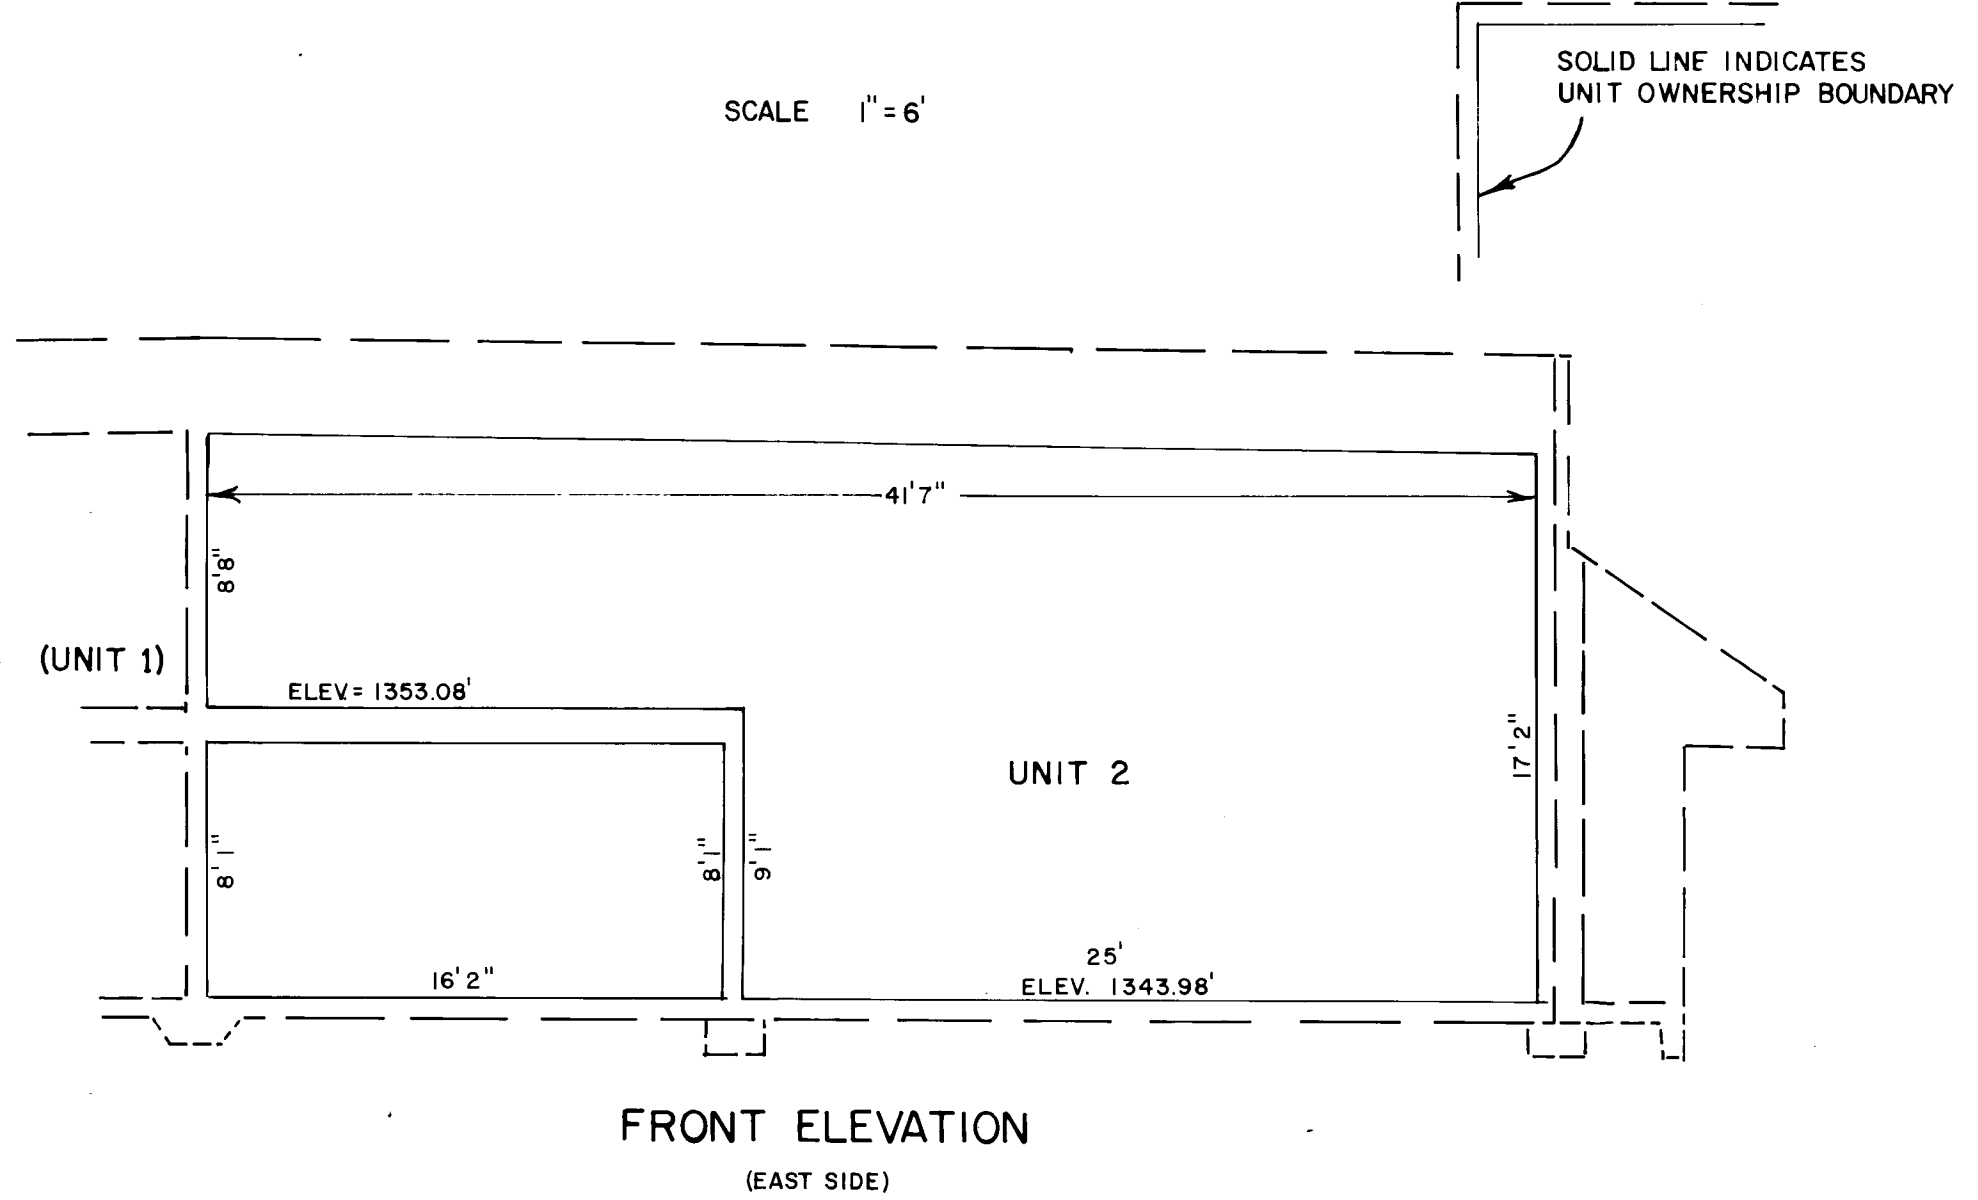 SOLID LINE INDICATES
UNIT OWNERSHIP BOUNDARY
SCALE 1" = 6'
41'7"
8'8"
(UNIT 1)
ELEV.= 1353.08'
17'2"
UNIT 2
8'1"
8'1"
9'1"
25'
16'2"
ELEV. 1343.98'
FRONT ELEVATION
(EAST SIDE)